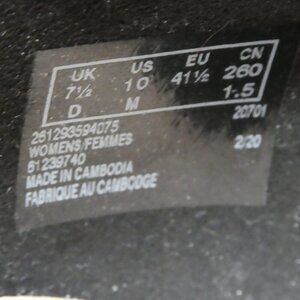 UK US EU CN
7½ 10 41½ 260
D M 1.5
20701
261293594075
WOMENS/FEMMES 2/20
61239740
MADE IN CAMBODIA
FABRIQUE AU CAMBODGE